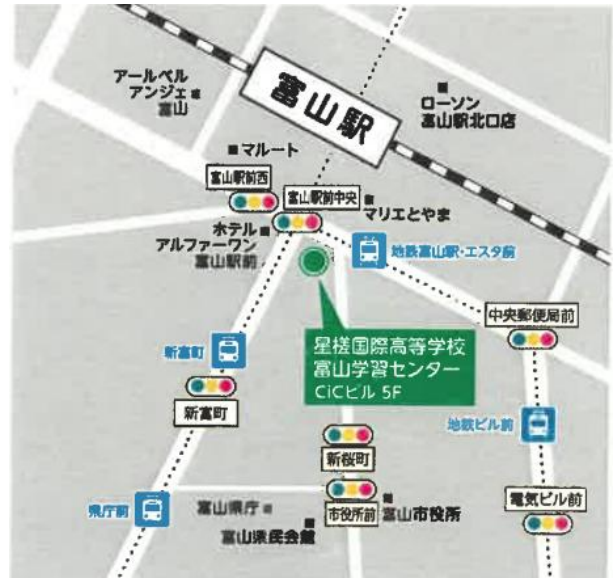 アールベル
アンジェ
富山
富山駅
ローソン
富山駅北口店
マルート
富山駅前西
富山駅前中央
マリエとやま
ホテル
アルファーワン
富山駅前
地鉄富山駅・エスタ前
中央郵便局前
新富町
星槎国際高等学校
富山学習センター
CiCビル 5F
新富町
地鉄ビル前
新桜町
県庁前
富山県庁
市役所前
富山市役所
電気ビル前
富山県民会館